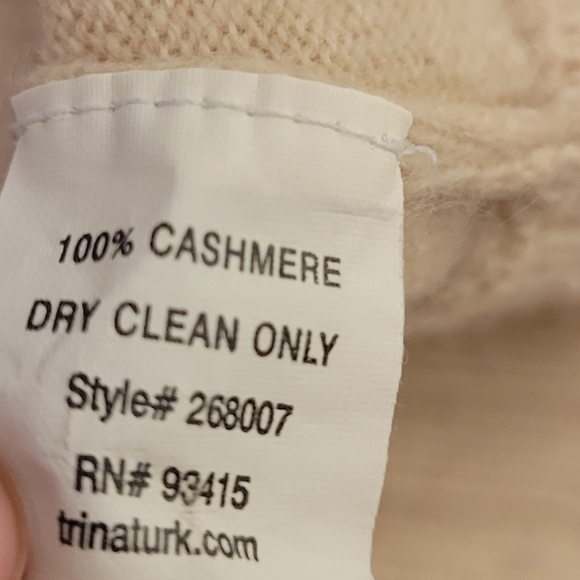 100% CASHMERE
DRY CLEAN ONLY
Style# 268007
RN# 93415
trinaturk.com